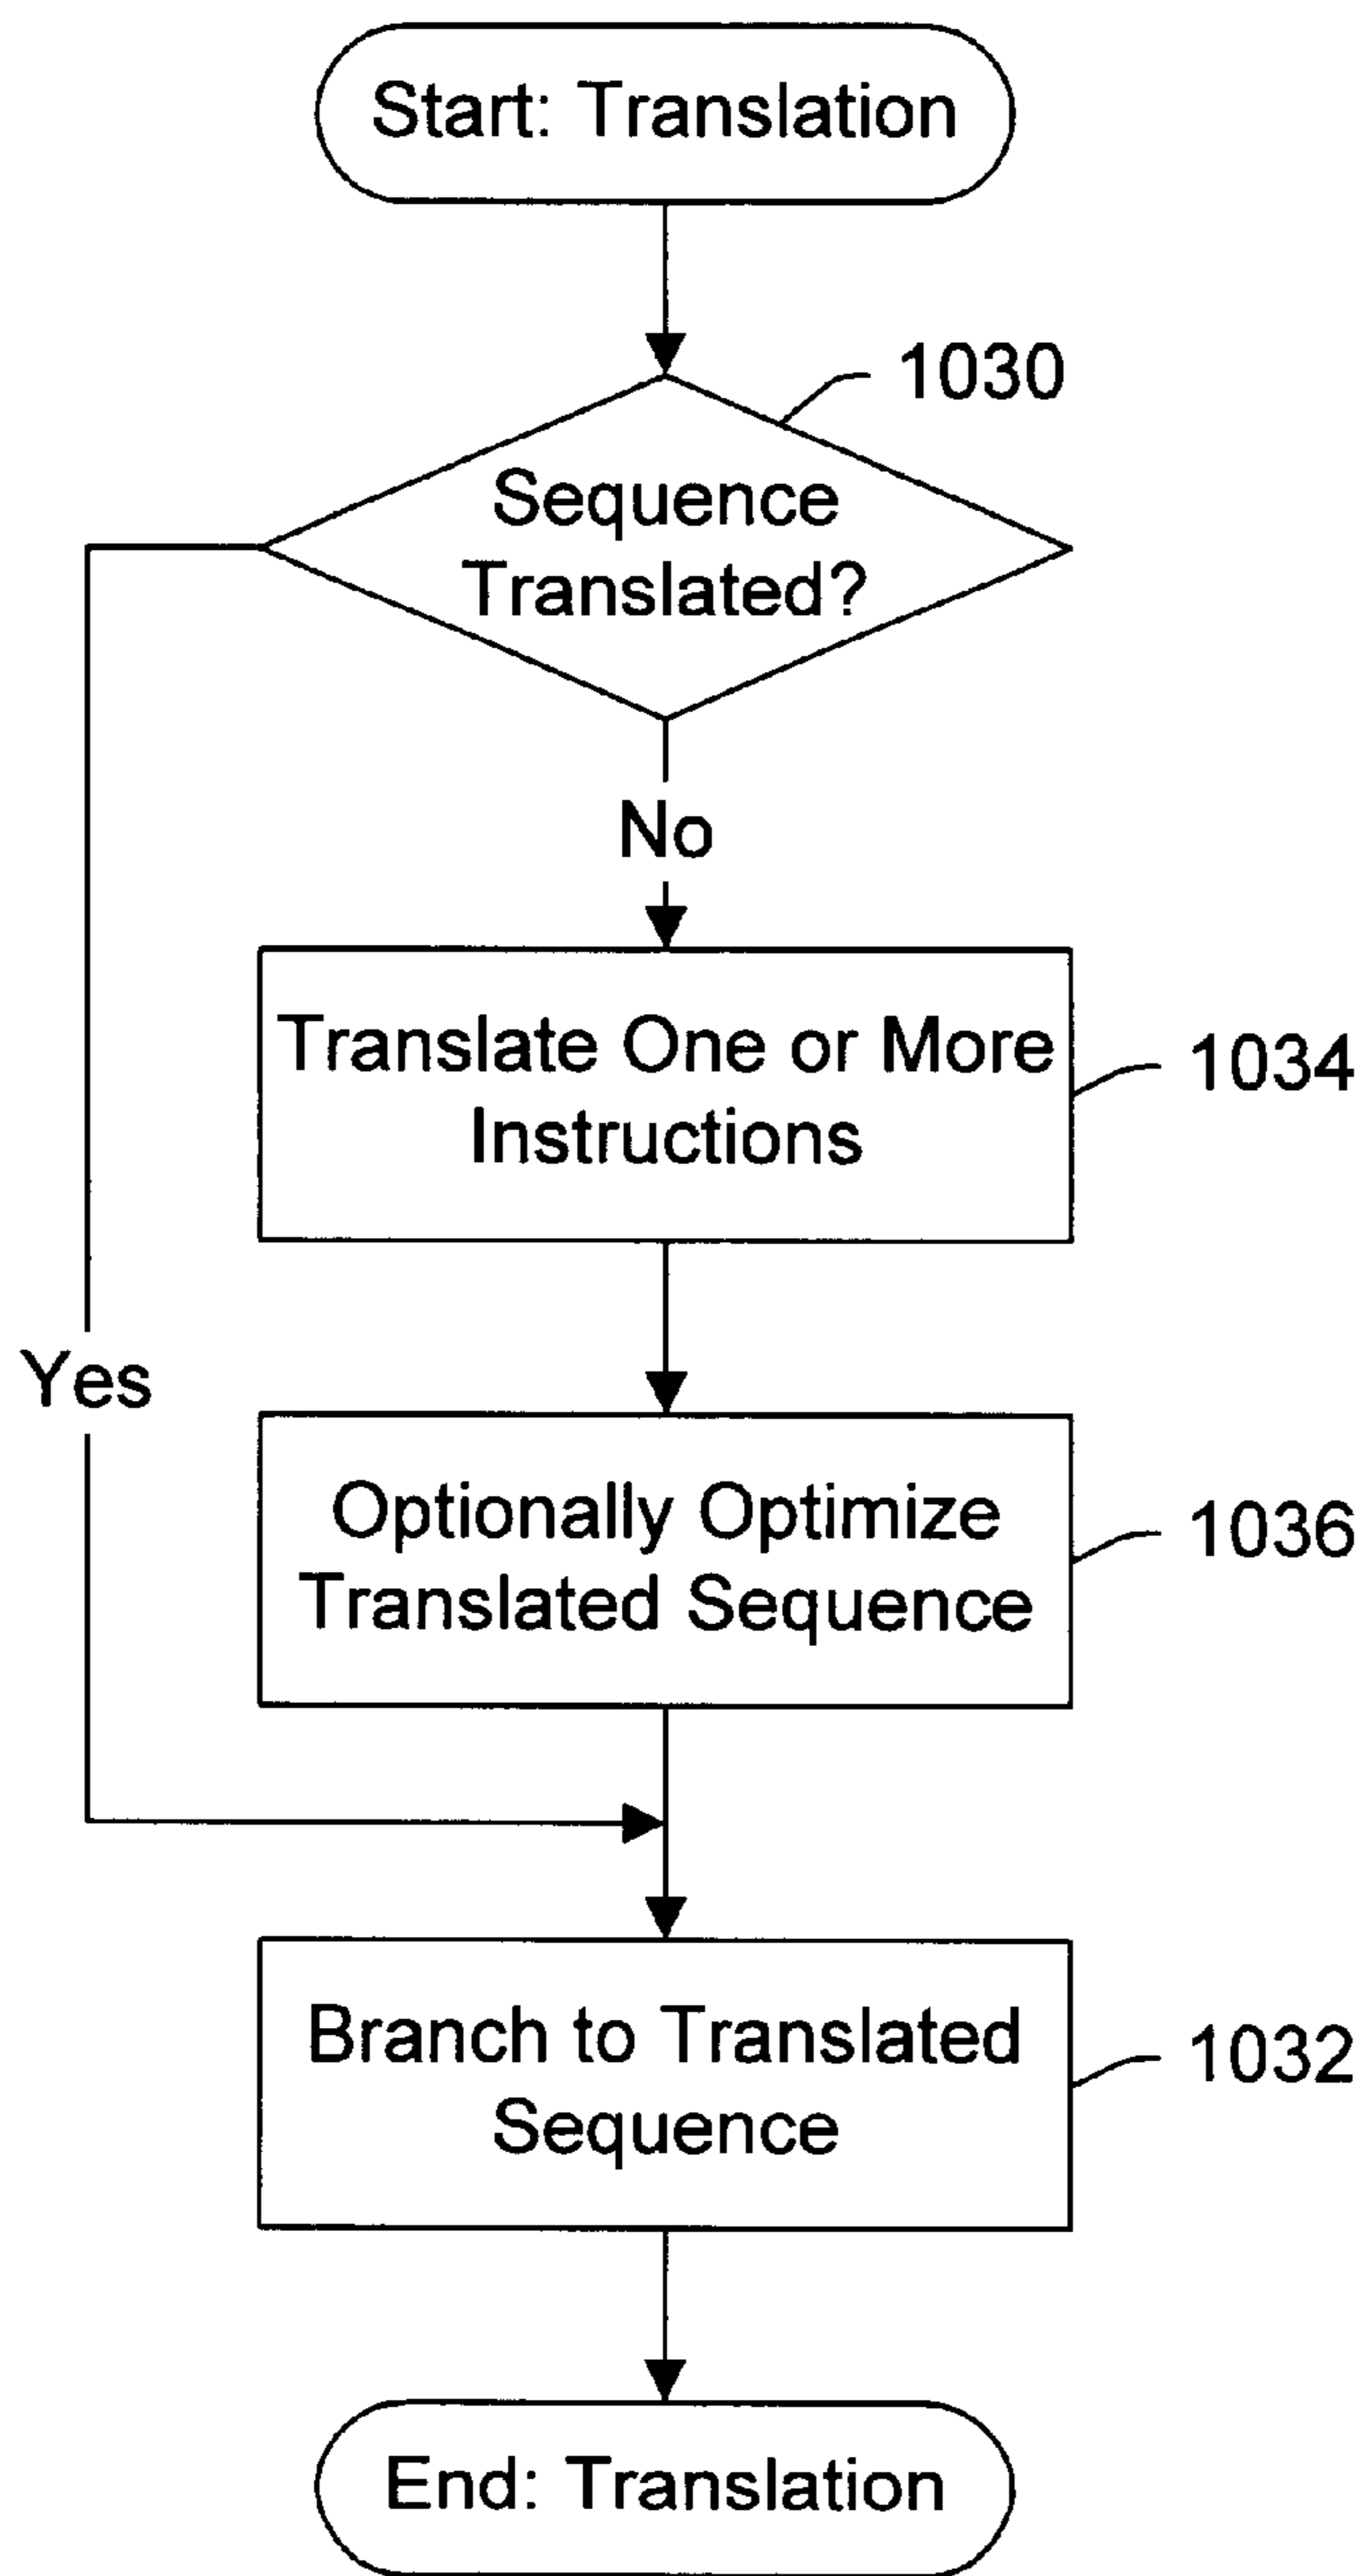 Start: Translation
1030
Sequence
Translated?
No
Translate One or More
Instructions
1034
Yes
Optionally Optimize
Translated Sequence
1036
Branch to Translated
Sequence
1032
End: Translation